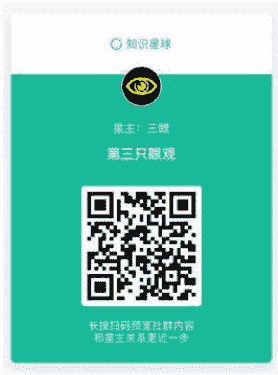 知识星球
星主：三眼
第三只眼观
长按扫码预览社群内容
和星主关系更近一步